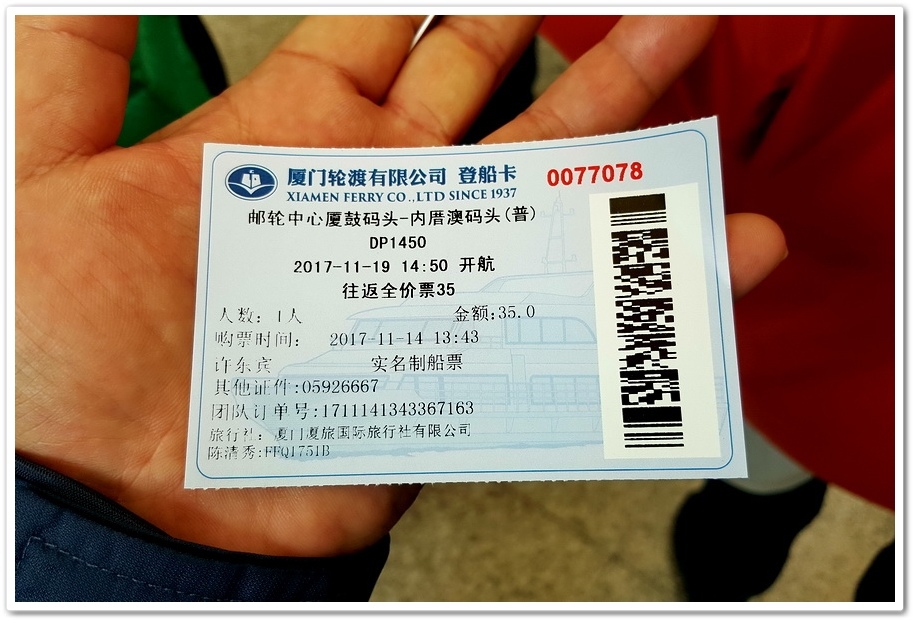 厦门轮渡有限公司 登船卡 0077078
XIAMEN FERRY CO.,LTD SINCE 1937
邮轮中心厦鼓码头-内厝澳码头(普)
DP1450
2017-11-19 14:50 开航
往返全价票35
人数: 1人 金额:35.0
购票时间: 2017-11-14 13:43
许东宾 实名制船票
其他证件:05926667
团队订单号:1711141343367163
旅行社: 厦门厦旅国际旅行社有限公司
陈清秀:FFQ1751B